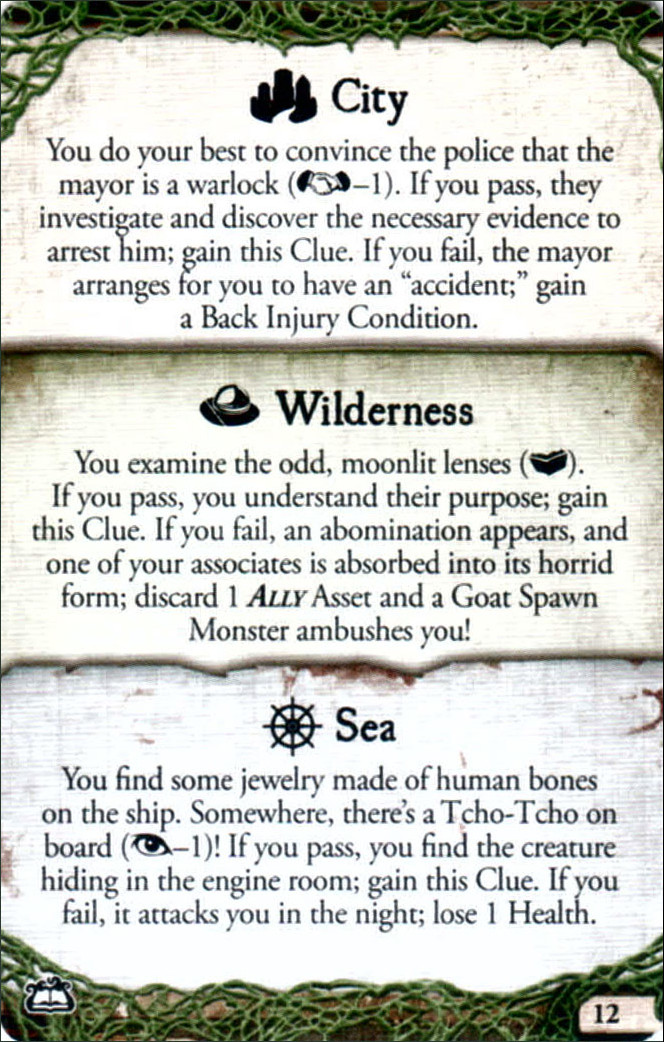 City
You do your best to convince the police that the
mayor is a warlock (–1). If you pass, they
investigate and discover the necessary evidence to
arrest him; gain this Clue. If you fail, the mayor
arranges for you to have an “accident;” gain
a Back Injury Condition.
Wilderness
You examine the odd, moonlit lenses ().
If you pass, you understand their purpose; gain
this Clue. If you fail, an abomination appears, and
one of your associates is absorbed into its horrid
form; discard 1 ALLY Asset and a Goat Spawn
Monster ambushes you!
Sea
You find some jewelry made of human bones
on the ship. Somewhere, there’s a Tcho-Tcho on
board (–1)! If you pass, you find the creature
hiding in the engine room; gain this Clue. If you
fail, it attacks you in the night; lose 1 Health.
12